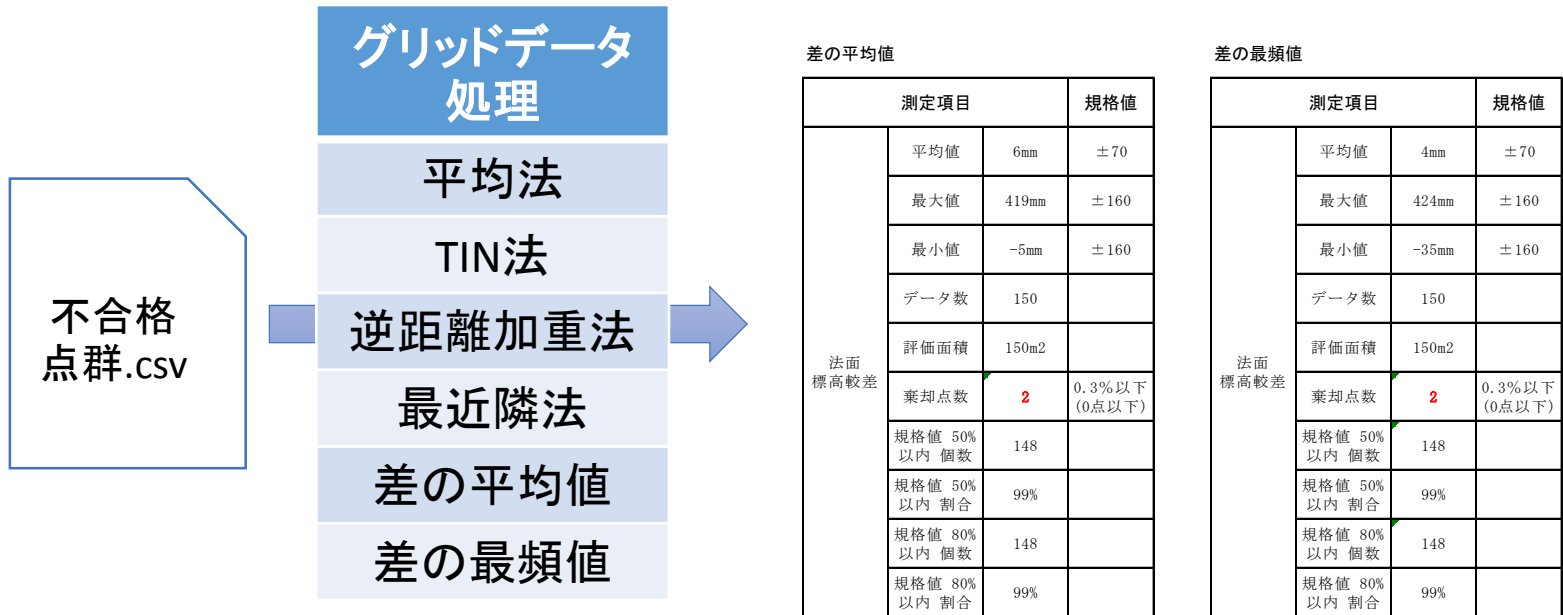 不合格
点群.csv
グリッドデータ
処理
平均法
TIN法
逆距離加重法
最近隣法
差の平均値
差の最頻値
差の平均値
測定項目 規格値
法面
標高較差
平均値 6mm ±70
最大値 419mm ±160
最小値 -5mm ±160
データ数 150
評価面積 150m2
棄却点数 2 0.3%以下
(0点以下)
規格値 50%
以内 個数 148
規格値 50%
以内 割合 99%
規格値 80%
以内 個数 148
規格値 80%
以内 割合 99%
差の最頻値
測定項目 規格値
法面
標高較差
平均値 4mm ±70
最大値 424mm ±160
最小値 -35mm ±160
データ数 150
評価面積 150m2
棄却点数 2 0.3%以下
(0点以下)
規格値 50%
以内 個数 148
規格値 50%
以内 割合 99%
規格値 80%
以内 個数 148
規格値 80%
以内 割合 99%